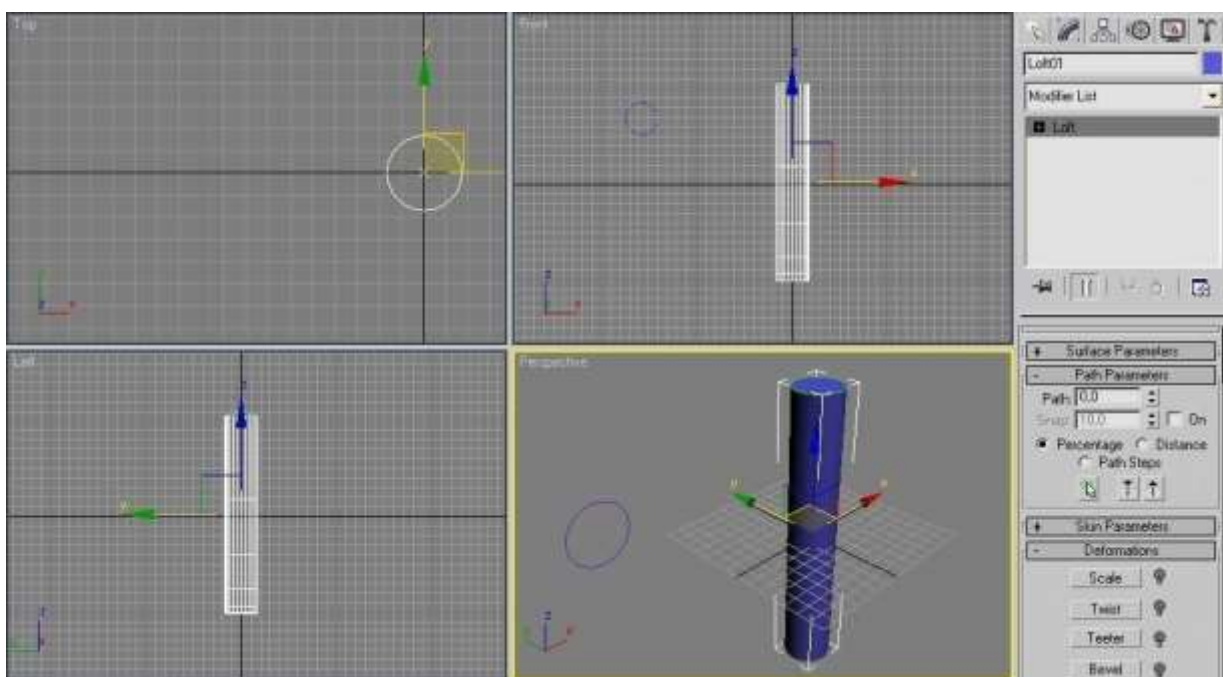 Top
Front
Left
Perspective
Loft01
Modifier List
Loft
+ Surface Parameters
- Path Parameters
Path: 0,0
Snap: 10,0 On
Percentage Distance
Path Steps
+ Skin Parameters
- Deformations
Scale
Twist
Teeter
Bevel